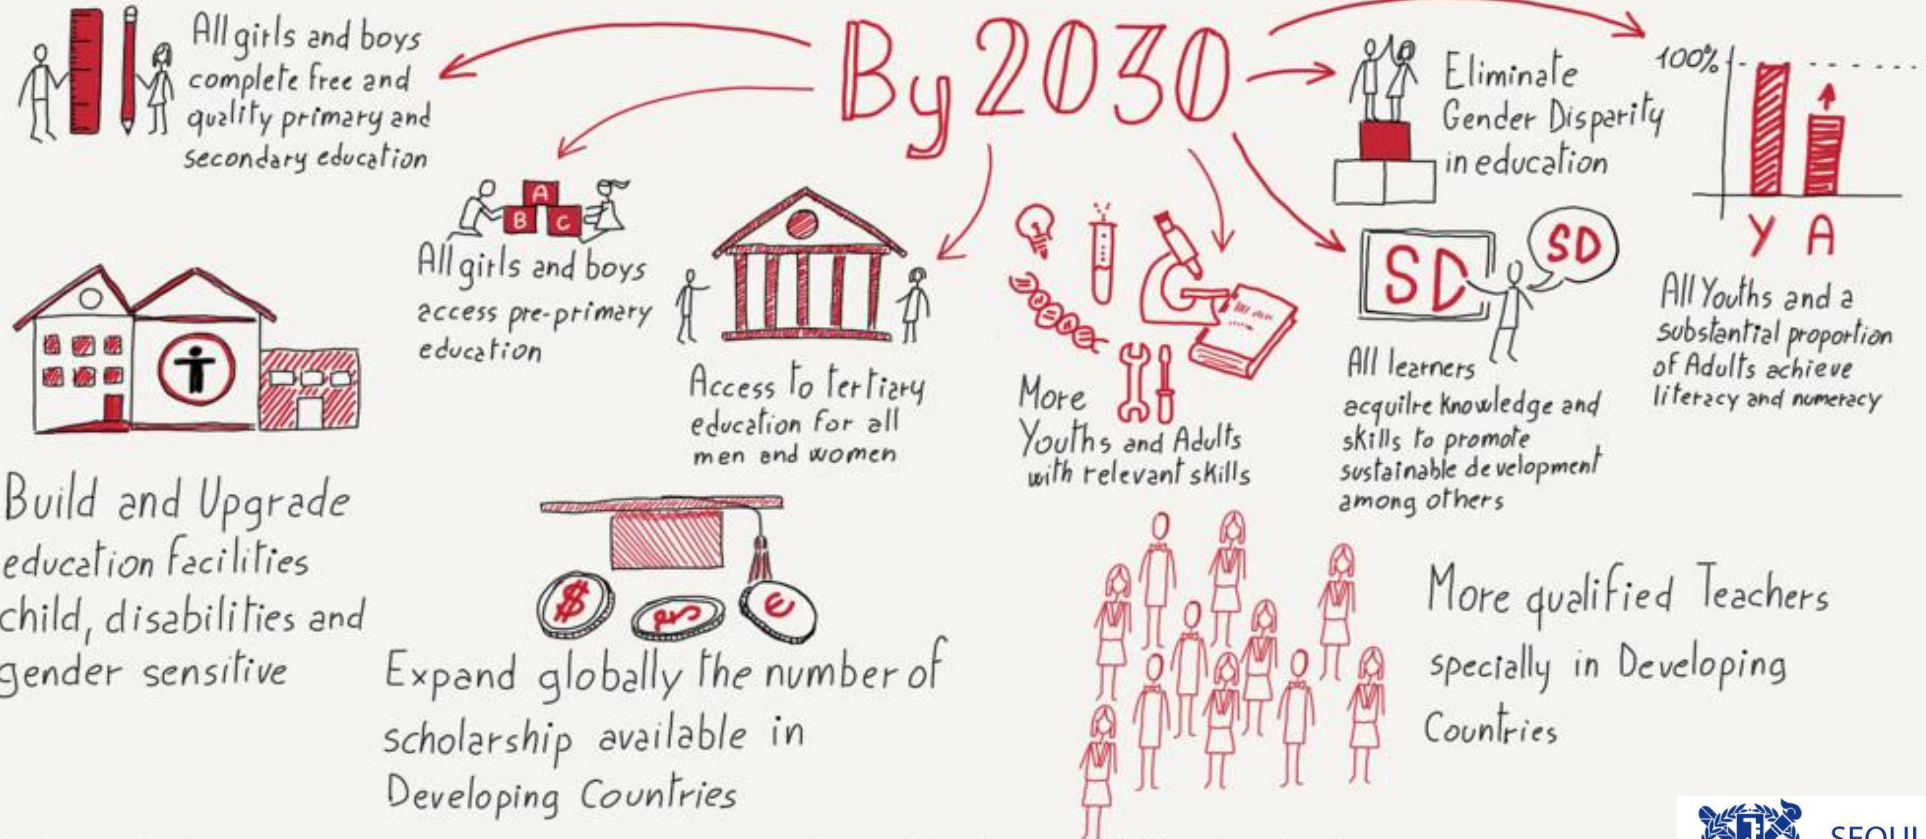 By 2030
All girls and boys
complete free and
quality primary and
secondary education
A
B C
All girls and boys
access pre-primary
education
Access to tertiary
education for all
men and women
More
Youths and Adults
with relevant skills
Eliminate
Gender Disparity
in education
SD
SD
All learners
acquilre knowledge and
skills to promote
sustainable development
among others
100%
Y A
All Youths and a
substantial proportion
of Adults achieve
literacy and numeracy
Build and Upgrade
education facilities
child, disabilities and
gender sensitive
$
€
Expand globally the number of
scholarship available in
Developing Countries
More qualified Teachers
specially in Developing
Countries